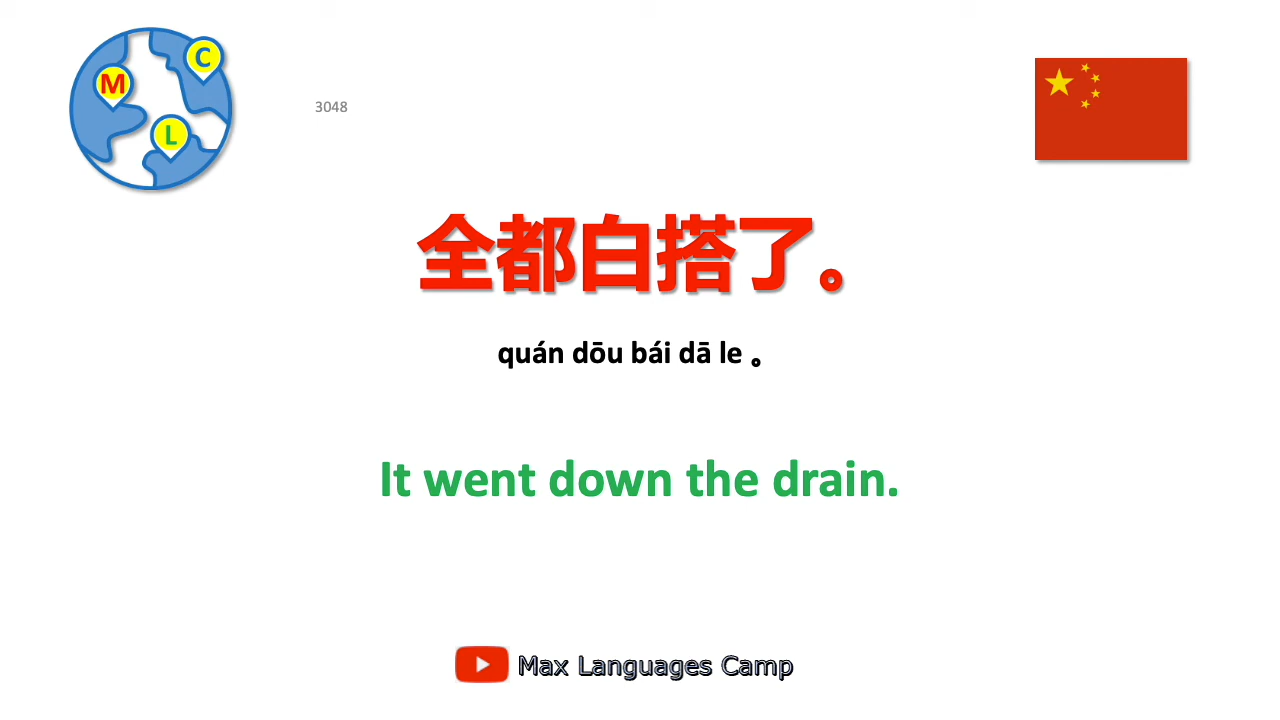 M
C
L
3048
全都白搭了。
quán dōu bái dā le 。
It went down the drain.
Max Languages Camp